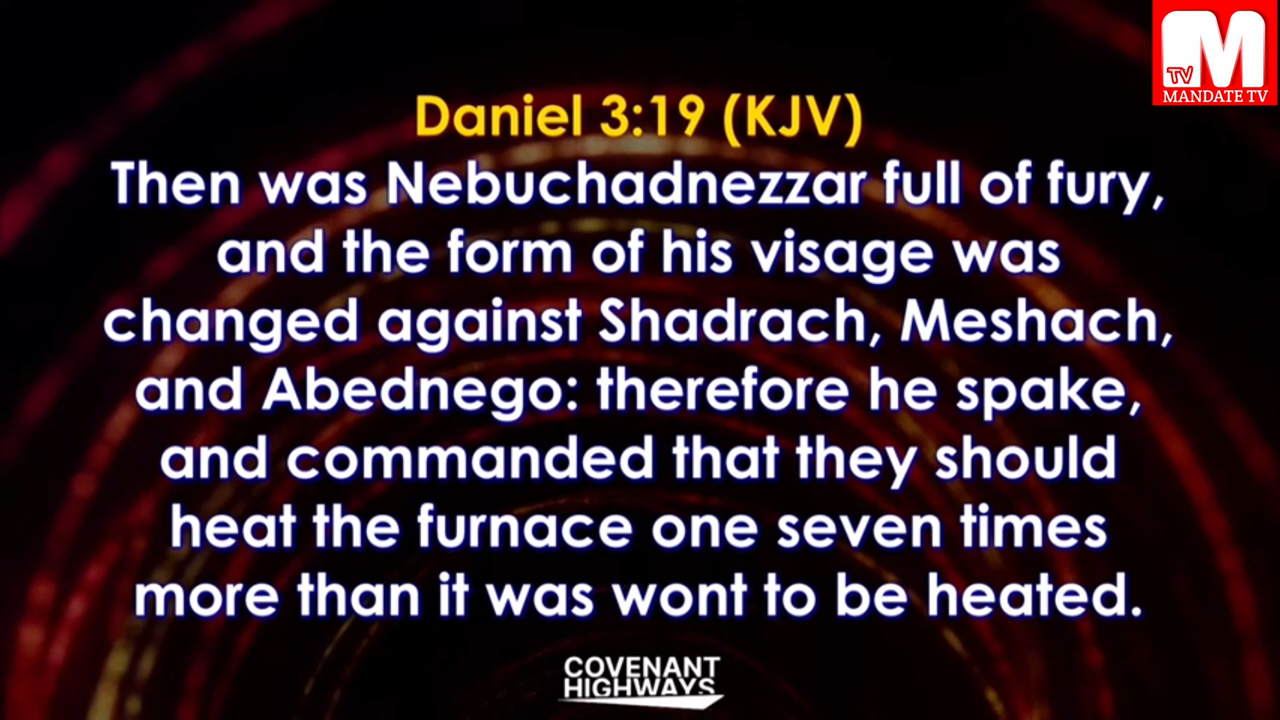 TV M
MANDATE TV
Daniel 3:19 (KJV)
Then was Nebuchadnezzar full of fury,
and the form of his visage was
changed against Shadrach, Meshach,
and Abednego: therefore he spake,
and commanded that they should
heat the furnace one seven times
more than it was wont to be heated.
COVENANT
HIGHWAYS